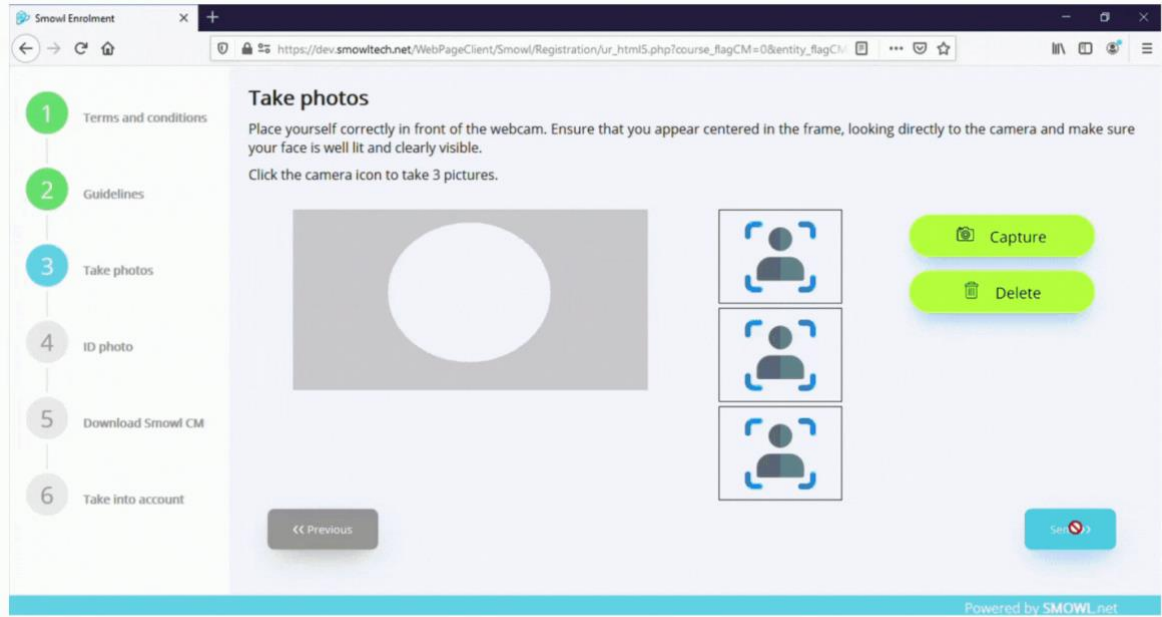 Smowl Enrolment
https://dev.smowltech.net/WebPageClient/Smowl/Registration/ur_html5.php?course_flagCM=0&entity_flagCM
1 Terms and conditions
2 Guidelines
3 Take photos
4 ID photo
5 Download Smowl CM
6 Take into account
Take photos
Place yourself correctly in front of the webcam. Ensure that you appear centered in the frame, looking directly to the camera and make sure
your face is well lit and clearly visible.
Click the camera icon to take 3 pictures.
Capture
Delete
<< Previous
Powered by SMOWL.net